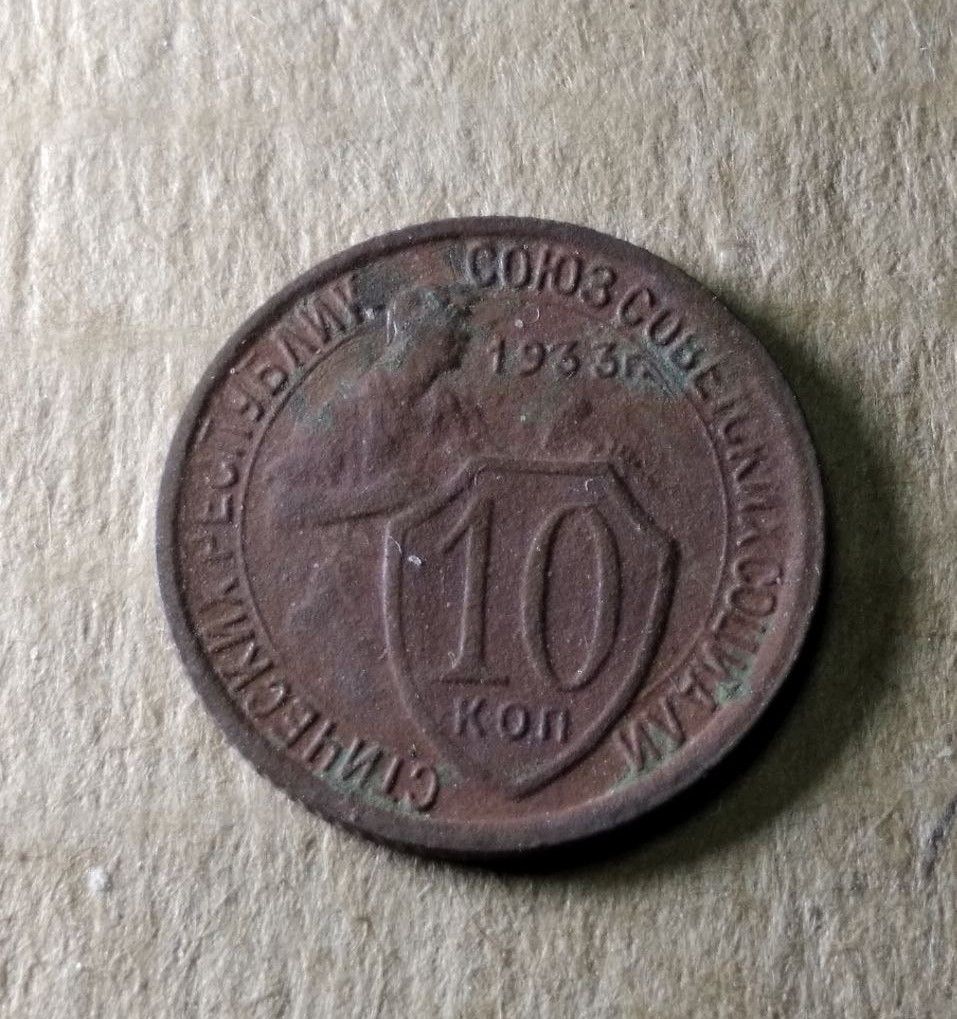 СОЮЗ СОВЕТСКИХ СОЦИАЛИСТИЧЕСКИХ РЕСПУБЛИК
1933г.
10
КОП